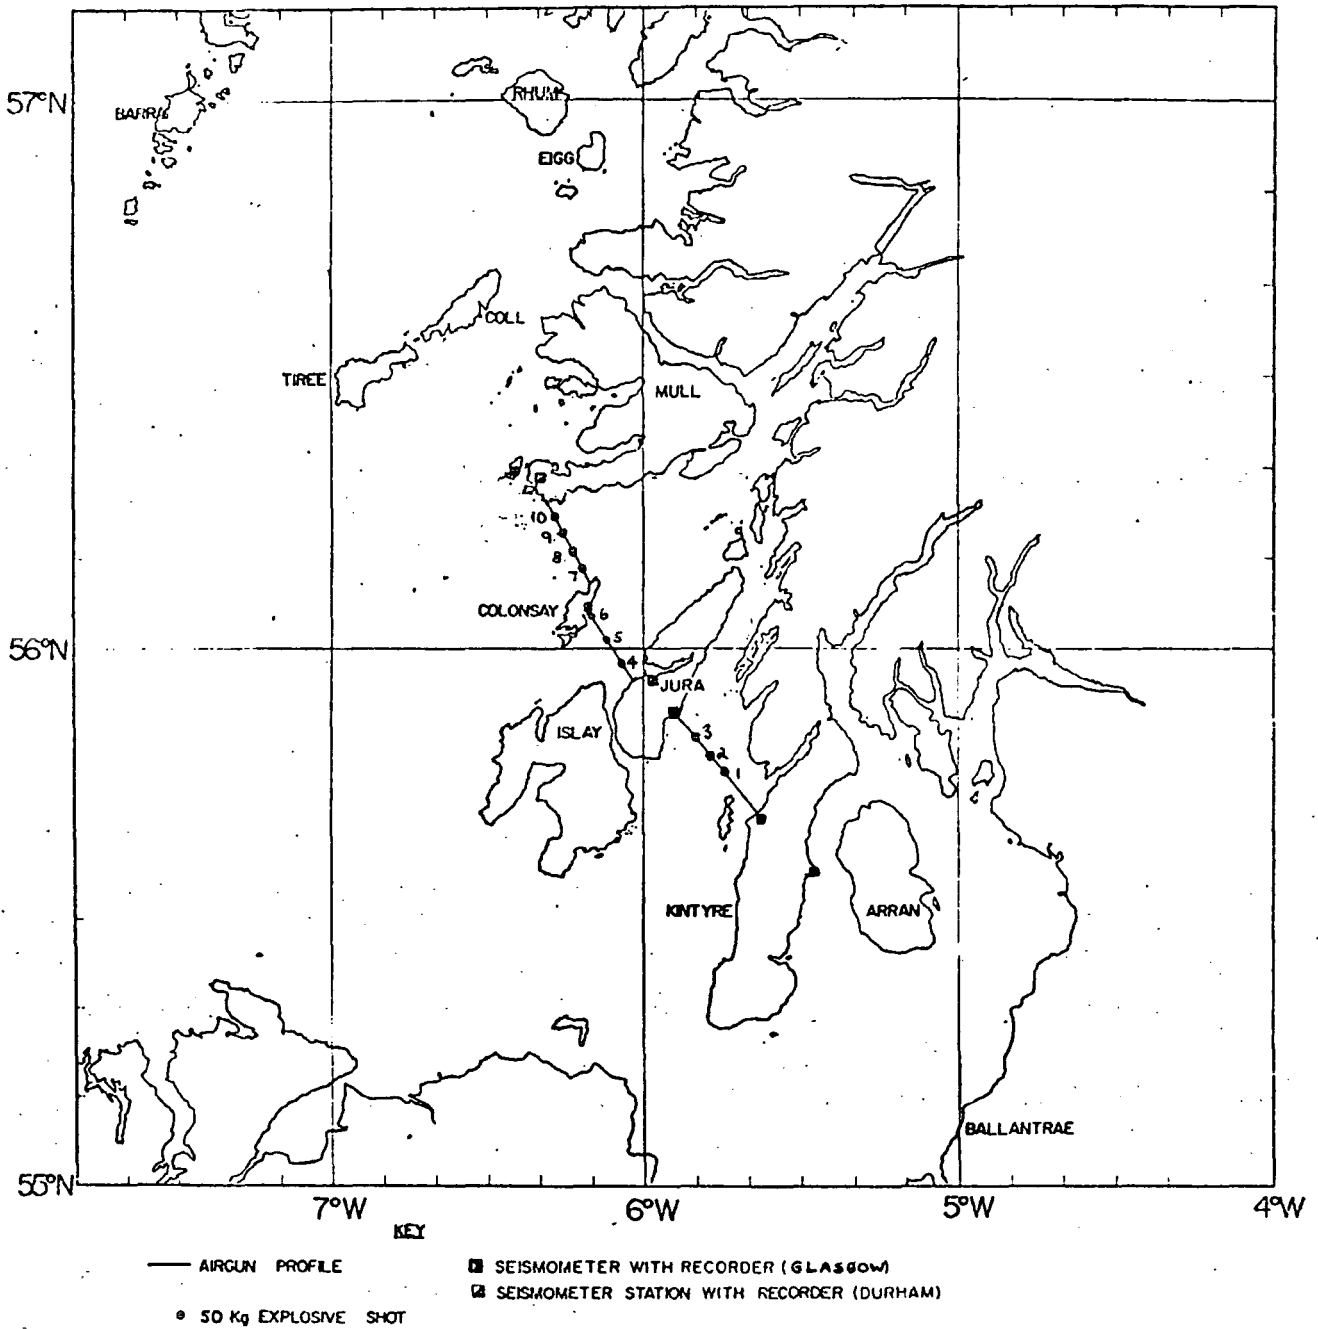 57°N
BARRA
RHUM
EIGG
COLL
TIREE
MULL
10
9
8
7
COLONSAY
6
5
56°N
4
JURA
ISLAY
3
2
1
KINTYRE
ARRAN
BALLANTRAE
55°N
7°W
6°W
5°W
4°W
KEY
AIRGUN PROFILE
SEISMOMETER WITH RECORDER (GLASGOW)
SEISMOMETER STATION WITH RECORDER (DURHAM)
50 Kg EXPLOSIVE SHOT